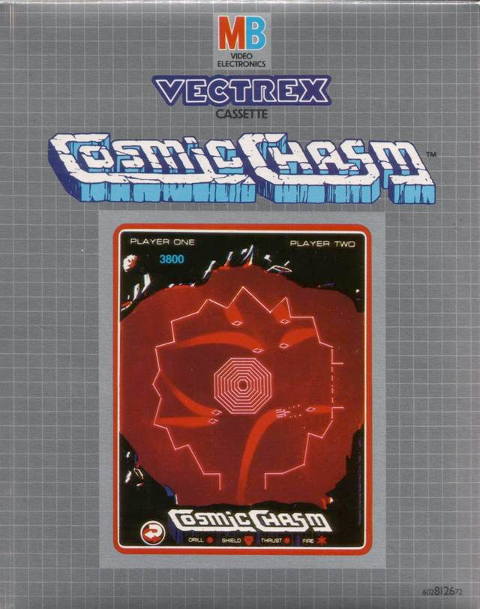 MB
VIDEO
ELECTRONICS
VECTREX
CASSETTE
COSMIC CHASM™
PLAYER ONE PLAYER TWO
3800
COSMIC CHASM
DRILL SHIELD THRUST FIRE
602812672